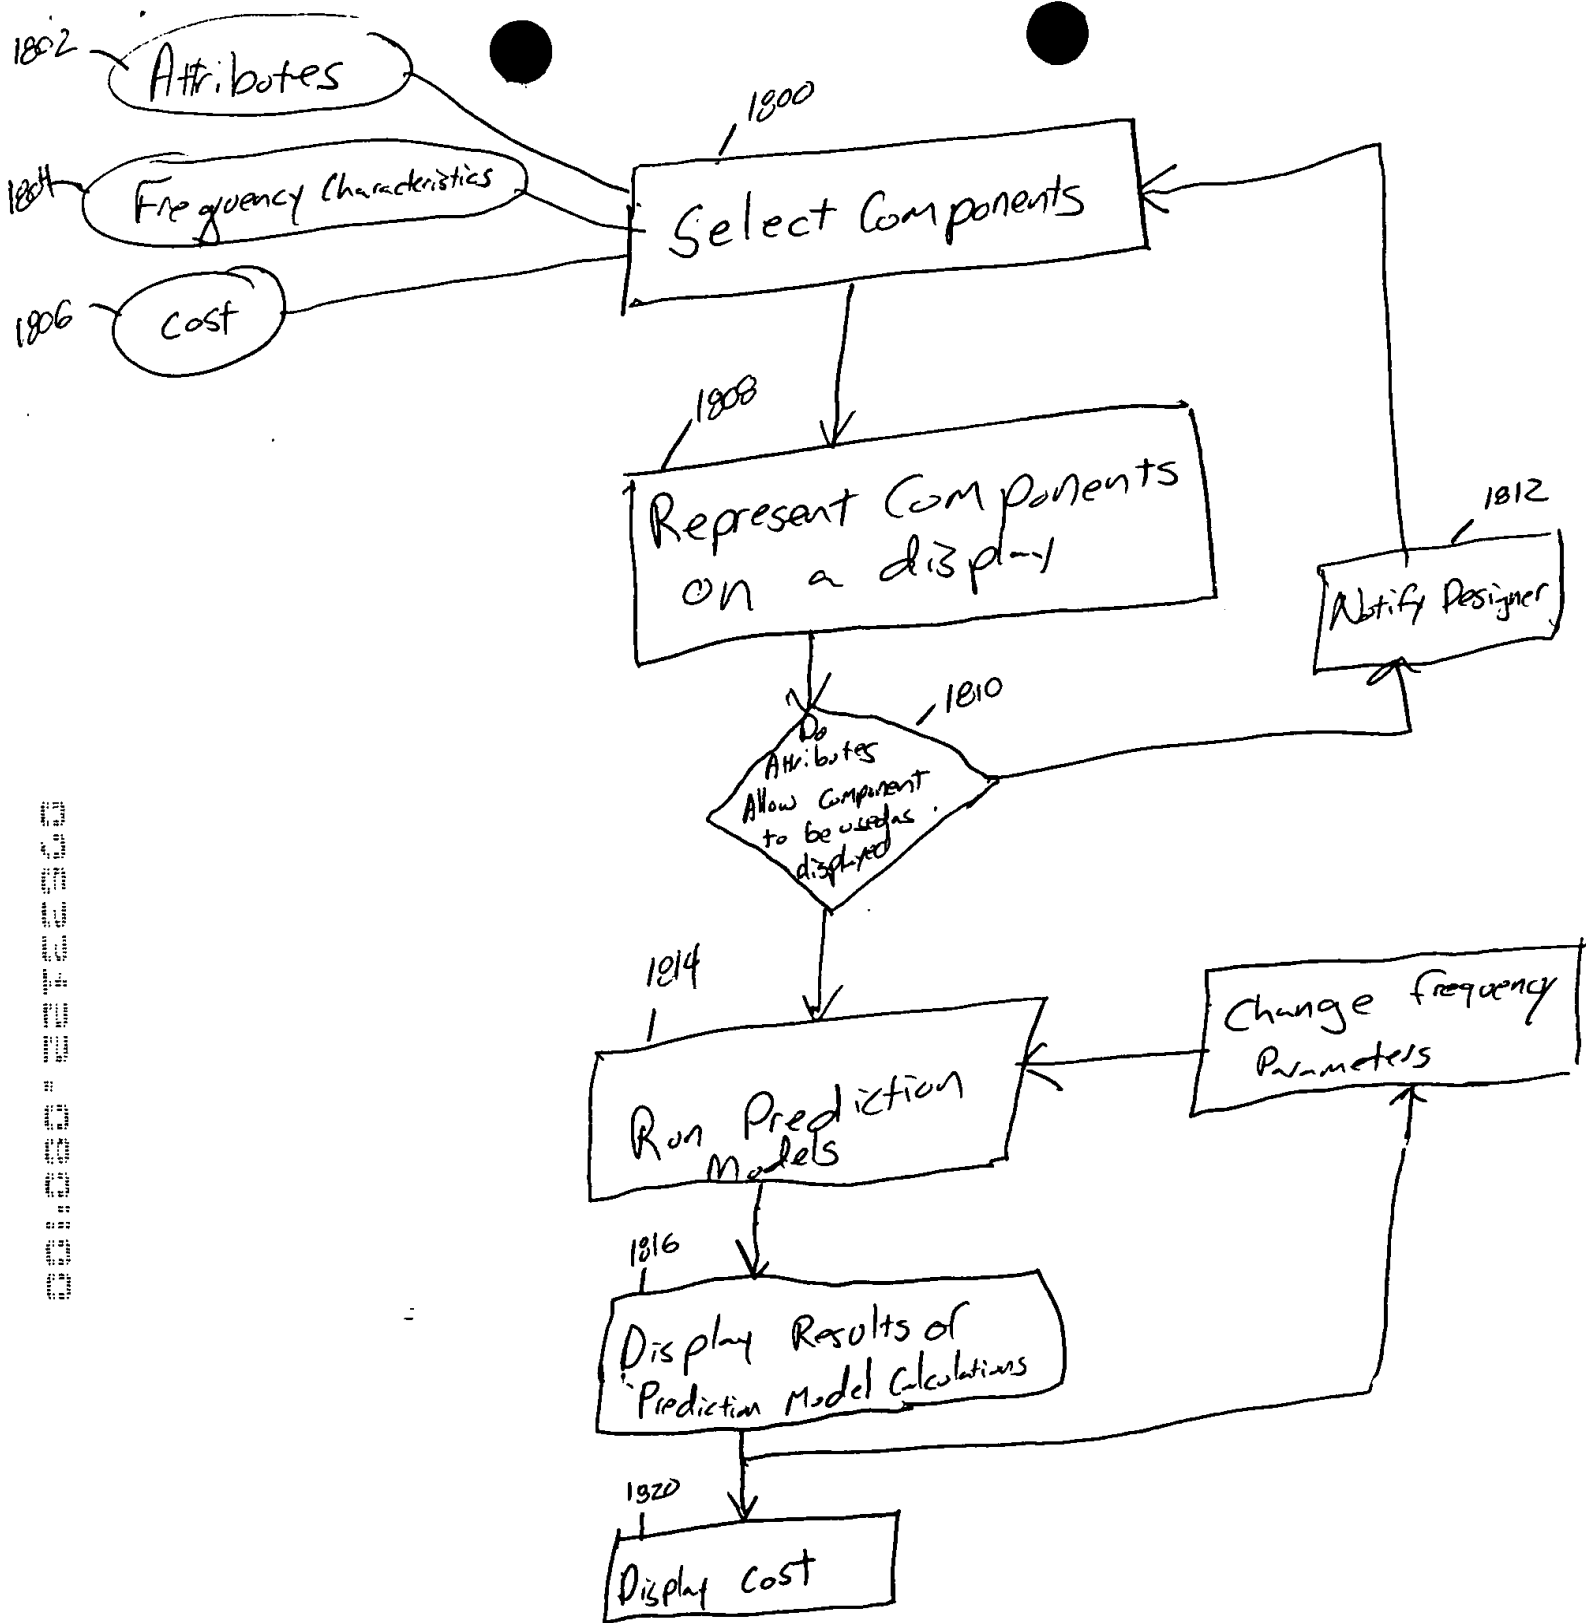 1802
Attributes
1800
1804
Frequency Characteristics
Select Components
1806
Cost
1808
Represent Components
on a display
1812
Notify Designer
1810
Do
Attributes
Allow Component
to be used as
displayed
1814
Change frequency
Parameters
Run Prediction
Models
1816
Display Results of
Prediction Model Calculations
1820
Display Cost